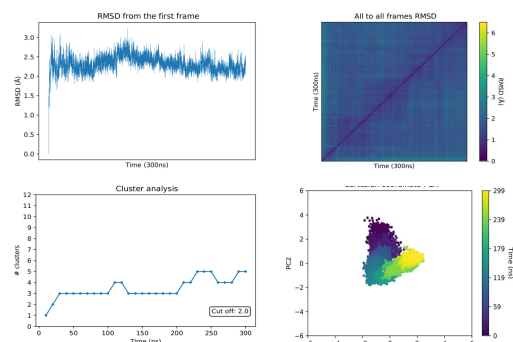 RMSD from the first frame
RMSD (Å)
3.0
2.5
2.0
1.5
1.0
0.5
0.0
Time (300ns)
All to all frames RMSD
Time (300ns)
Time (300ns)
6
5
4
3
2
1
0
RMSD (Å)
Cluster analysis
# clusters
12
11
10
9
8
7
6
5
4
3
2
1
0
0 50 100 150 200 250 300
Time (ns)
Cut off: 2.0
PC2
6
4
2
0
−2
−4
−6
299
239
179
119
59
0
Time (ns)